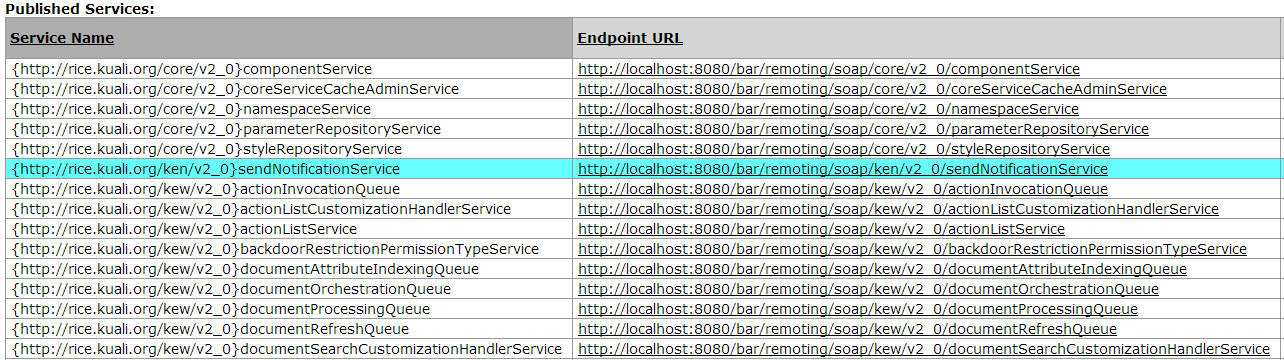 Published Services:
Service Name Endpoint URL
{http://rice.kuali.org/core/v2_0}componentService http://localhost:8080/bar/remoting/soap/core/v2_0/componentService
{http://rice.kuali.org/core/v2_0}coreServiceCacheAdminService http://localhost:8080/bar/remoting/soap/core/v2_0/coreServiceCacheAdminService
{http://rice.kuali.org/core/v2_0}namespaceService http://localhost:8080/bar/remoting/soap/core/v2_0/namespaceService
{http://rice.kuali.org/core/v2_0}parameterRepositoryService http://localhost:8080/bar/remoting/soap/core/v2_0/parameterRepositoryService
{http://rice.kuali.org/core/v2_0}styleRepositoryService http://localhost:8080/bar/remoting/soap/core/v2_0/styleRepositoryService
{http://rice.kuali.org/ken/v2_0}sendNotificationService http://localhost:8080/bar/remoting/soap/ken/v2_0/sendNotificationService
{http://rice.kuali.org/kew/v2_0}actionInvocationQueue http://localhost:8080/bar/remoting/soap/kew/v2_0/actionInvocationQueue
{http://rice.kuali.org/kew/v2_0}actionListCustomizationHandlerService http://localhost:8080/bar/remoting/soap/kew/v2_0/actionListCustomizationHandlerService
{http://rice.kuali.org/kew/v2_0}actionListService http://localhost:8080/bar/remoting/soap/kew/v2_0/actionListService
{http://rice.kuali.org/kew/v2_0}backdoorRestrictionPermissionTypeService http://localhost:8080/bar/remoting/soap/kew/v2_0/backdoorRestrictionPermissionTypeService
{http://rice.kuali.org/kew/v2_0}documentAttributeIndexingQueue http://localhost:8080/bar/remoting/soap/kew/v2_0/documentAttributeIndexingQueue
{http://rice.kuali.org/kew/v2_0}documentOrchestrationQueue http://localhost:8080/bar/remoting/soap/kew/v2_0/documentOrchestrationQueue
{http://rice.kuali.org/kew/v2_0}documentProcessingQueue http://localhost:8080/bar/remoting/soap/kew/v2_0/documentProcessingQueue
{http://rice.kuali.org/kew/v2_0}documentRefreshQueue http://localhost:8080/bar/remoting/soap/kew/v2_0/documentRefreshQueue
{http://rice.kuali.org/kew/v2_0}documentSearchCustomizationHandlerService http://localhost:8080/bar/remoting/soap/kew/v2_0/documentSearchCustomizationHandlerService